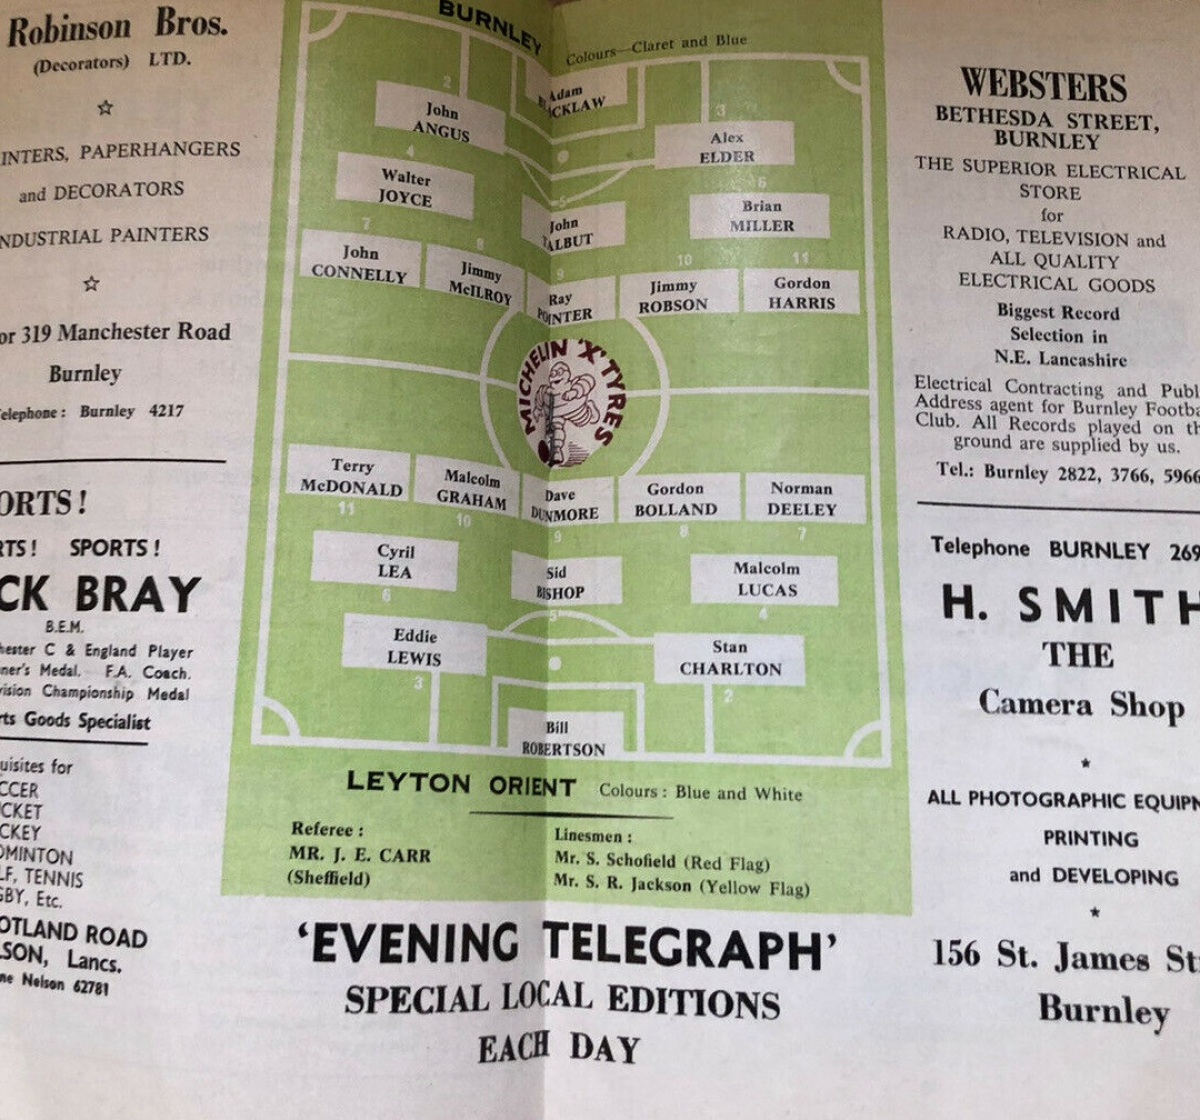 Robinson Bros.
(Decorators) LTD.
INTERS, PAPERHANGERS
and DECORATORS
NDUSTRIAL PAINTERS
or 319 Manchester Road
Burnley
elephone : Burnley 4217
ORTS !
RTS ! SPORTS !
CK BRAY
B.E.M.
hester C & England Player
ner's Medal. F.A. Coach.
vision Championship Medal
rts Goods Specialist
uisites for
CCER
CKET
CKEY
DMINTON
LF, TENNIS
GBY, Etc.
OTLAND ROAD
LSON, Lancs.
ne Nelson 62781
BURNLEY
Colours—Claret and Blue
Adam
CKLAW
2
John
ANGUS
3
Alex
ELDER
4
Walter
JOYCE
5
John
TALBUT
6
Brian
MILLER
7
John
CONNELLY
8
Jimmy
McILROY
9
Ray
POINTER
10
Jimmy
ROBSON
11
Gordon
HARRIS
MICHELIN 'X' TYRES
Terry
McDONALD
11
Malcolm
GRAHAM
10
Dave
DUNMORE
9
Gordon
BOLLAND
8
Norman
DEELEY
7
Cyril
LEA
6
Sid
BISHOP
5
Malcolm
LUCAS
4
Eddie
LEWIS
3
Stan
CHARLTON
2
Bill
ROBERTSON
LEYTON ORIENT Colours : Blue and White
Referee :
MR. J. E. CARR
(Sheffield)
Linesmen :
Mr. S. Schofield (Red Flag)
Mr. S. R. Jackson (Yellow Flag)
'EVENING TELEGRAPH'
SPECIAL LOCAL EDITIONS
EACH DAY
WEBSTERS
BETHESDA STREET,
BURNLEY
THE SUPERIOR ELECTRICAL
STORE
for
RADIO, TELEVISION and
ALL QUALITY
ELECTRICAL GOODS
Biggest Record
Selection in
N.E. Lancashire
Electrical Contracting and Publ
Address agent for Burnley Footba
Club. All Records played on th
ground are supplied by us.
Tel.: Burnley 2822, 3766, 5966
Telephone BURNLEY 269
H. SMITH
THE
Camera Shop
ALL PHOTOGRAPHIC EQUIPM
PRINTING
and DEVELOPING
156 St. James St
Burnley